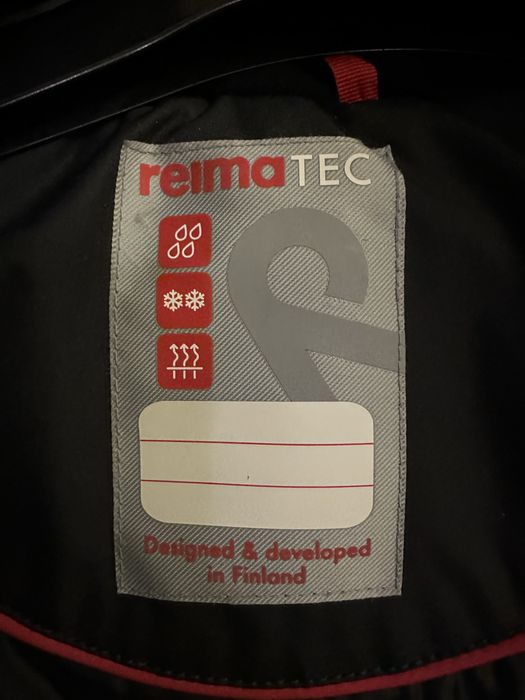 reimaTEC
Designed & developed
in Finland